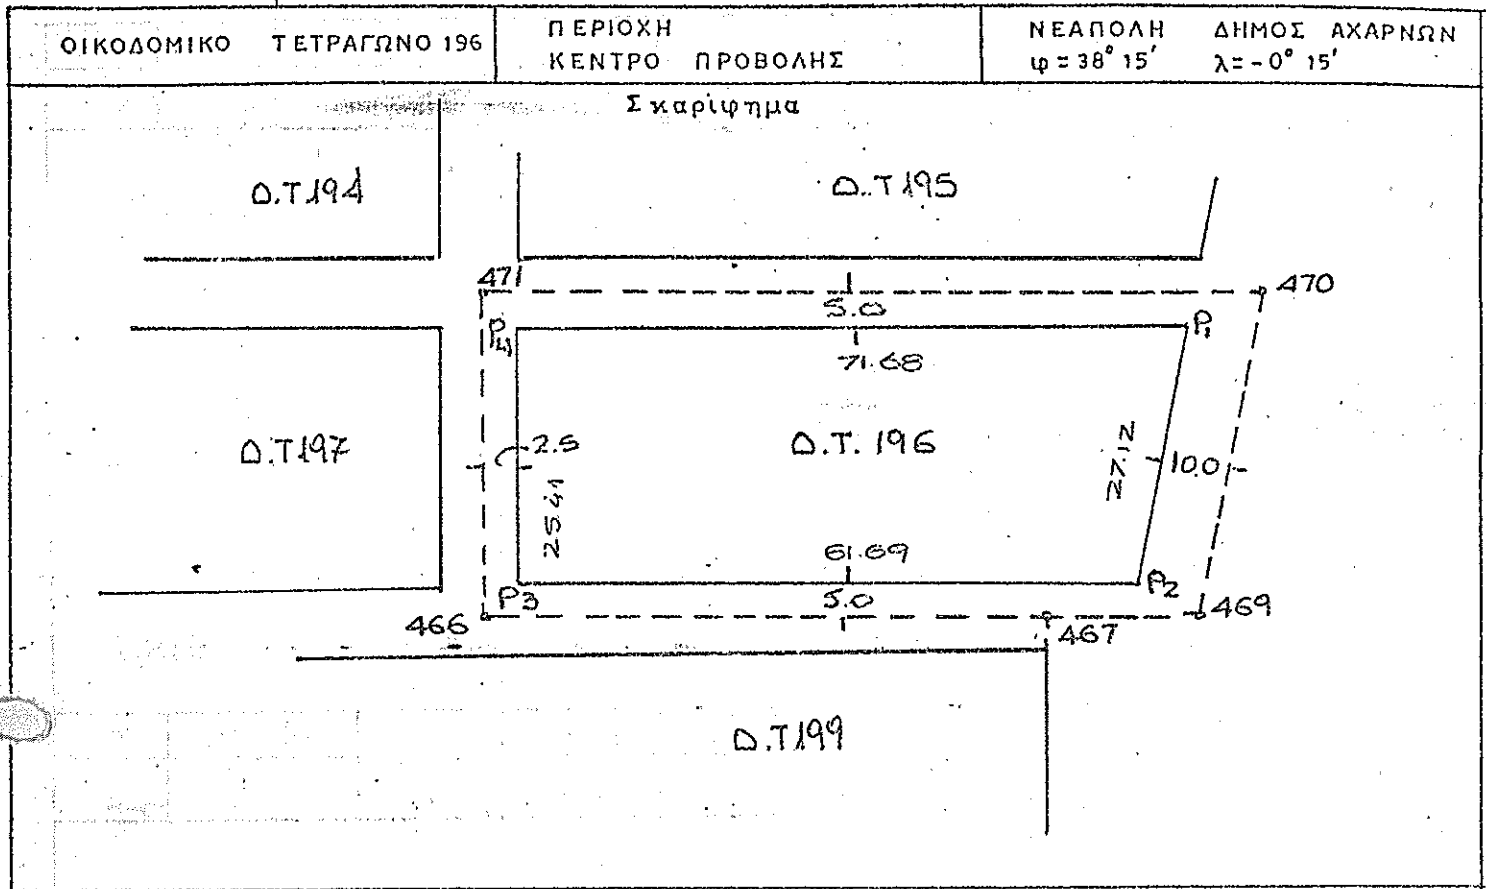 ΟΙΚΟΔΟΜΙΚΟ ΤΕΤΡΑΓΩΝΟ 196
ΠΕΡΙΟΧΗ
ΚΕΝΤΡΟ ΠΡΟΒΟΛΗΣ
ΝΕΑΠΟΛΗ ΔΗΜΟΣ ΑΧΑΡΝΩΝ
φ = 38° 15′ λ = - 0° 15′
Σκαρίφημα
Ο.Τ 194
Ο.Τ 195
471
470
5.0
P4
P1
71.68
Ο.Τ 197
2.5
Ο.Τ. 196
27.12
10.0
25.41
61.69
P3
5.0
P2
466
467
469
Ο.Τ 199